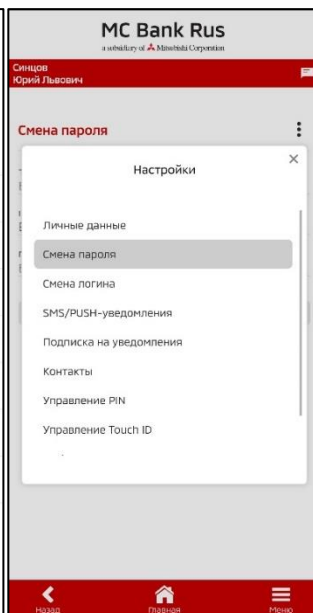 MC Bank Rus
a subsidiary of Mitsubishi Corporation
Синцов
Юрий Львович
Смена пароля
Настройки
Личные данные
Смена пароля
Смена логина
SMS/PUSH-уведомления
Подписка на уведомления
Контакты
Управление PIN
Управление Touch ID
Назад
Главная
Меню